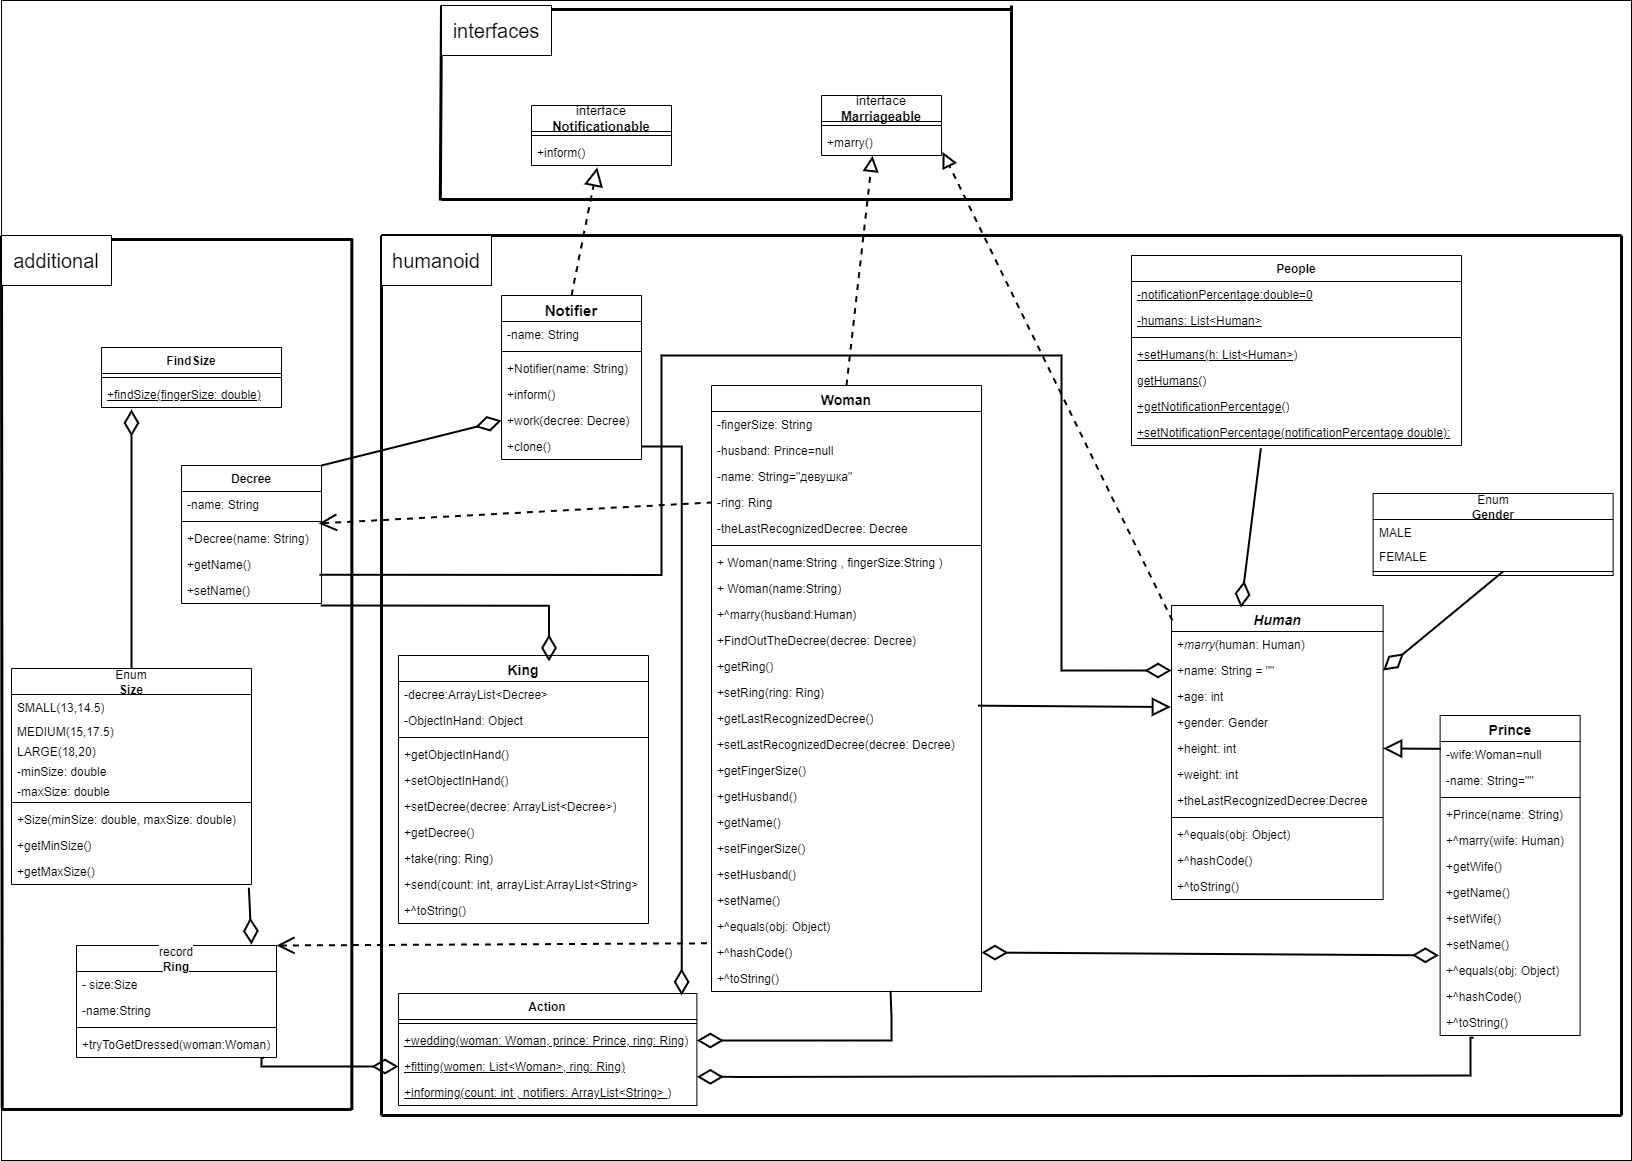 interfaces
interface
Notificationable
+inform()
interface
Marriageable
+marry()
additional
FindSize
+findSize(fingerSize: double)
Decree
-name: String
+Decree(name: String)
+getName()
+setName()
Enum
Size
SMALL(13,14.5)
MEDIUM(15,17.5)
LARGE(18,20)
-minSize: double
-maxSize: double
+Size(minSize: double, maxSize: double)
+getMinSize()
+getMaxSize()
record
Ring
- size:Size
-name:String
+tryToGetDressed(woman:Woman)
humanoid
Notifier
-name: String
+Notifier(name: String)
+inform()
+work(decree: Decree)
+clone()
King
-decree:ArrayList<Decree>
-ObjectInHand: Object
+getObjectInHand()
+setObjectInHand()
+setDecree(decree: ArrayList<Decree>)
+getDecree()
+take(ring: Ring)
+send(count: int, arrayList:ArrayList<String>
+^toString()
Action
+wedding(woman: Woman, prince: Prince, ring: Ring)
+fitting(women: List<Woman>, ring: Ring)
+informing(count: int , notifiers: ArrayList<String> )
Woman
-fingerSize: String
-husband: Prince=null
-name: String="девушка"
-ring: Ring
-theLastRecognizedDecree: Decree
+ Woman(name:String , fingerSize:String )
+ Woman(name:String)
+^marry(husband:Human)
+FindOutTheDecree(decree: Decree)
+getRing()
+setRing(ring: Ring)
+getLastRecognizedDecree()
+setLastRecognizedDecree(decree: Decree)
+getFingerSize()
+getHusband()
+getName()
+setFingerSize()
+setHusband()
+setName()
+^equals(obj: Object)
+^hashCode()
+^toString()
People
-notificationPercentage:double=0
-humans: List<Human>
+setHumans(h: List<Human>)
getHumans()
+getNotificationPercentage()
+setNotificationPercentage(notificationPercentage double):
Enum
Gender
MALE
FEMALE
Human
+marry(human: Human)
+name: String = ""
+age: int
+gender: Gender
+height: int
+weight: int
+theLastRecognizedDecree:Decree
+^equals(obj: Object)
+^hashCode()
+^toString()
Prince
-wife:Woman=null
-name: String=""
+Prince(name: String)
+^marry(wife: Human)
+getWife()
+getName()
+setWife()
+setName()
+^equals(obj: Object)
+^hashCode()
+^toString()